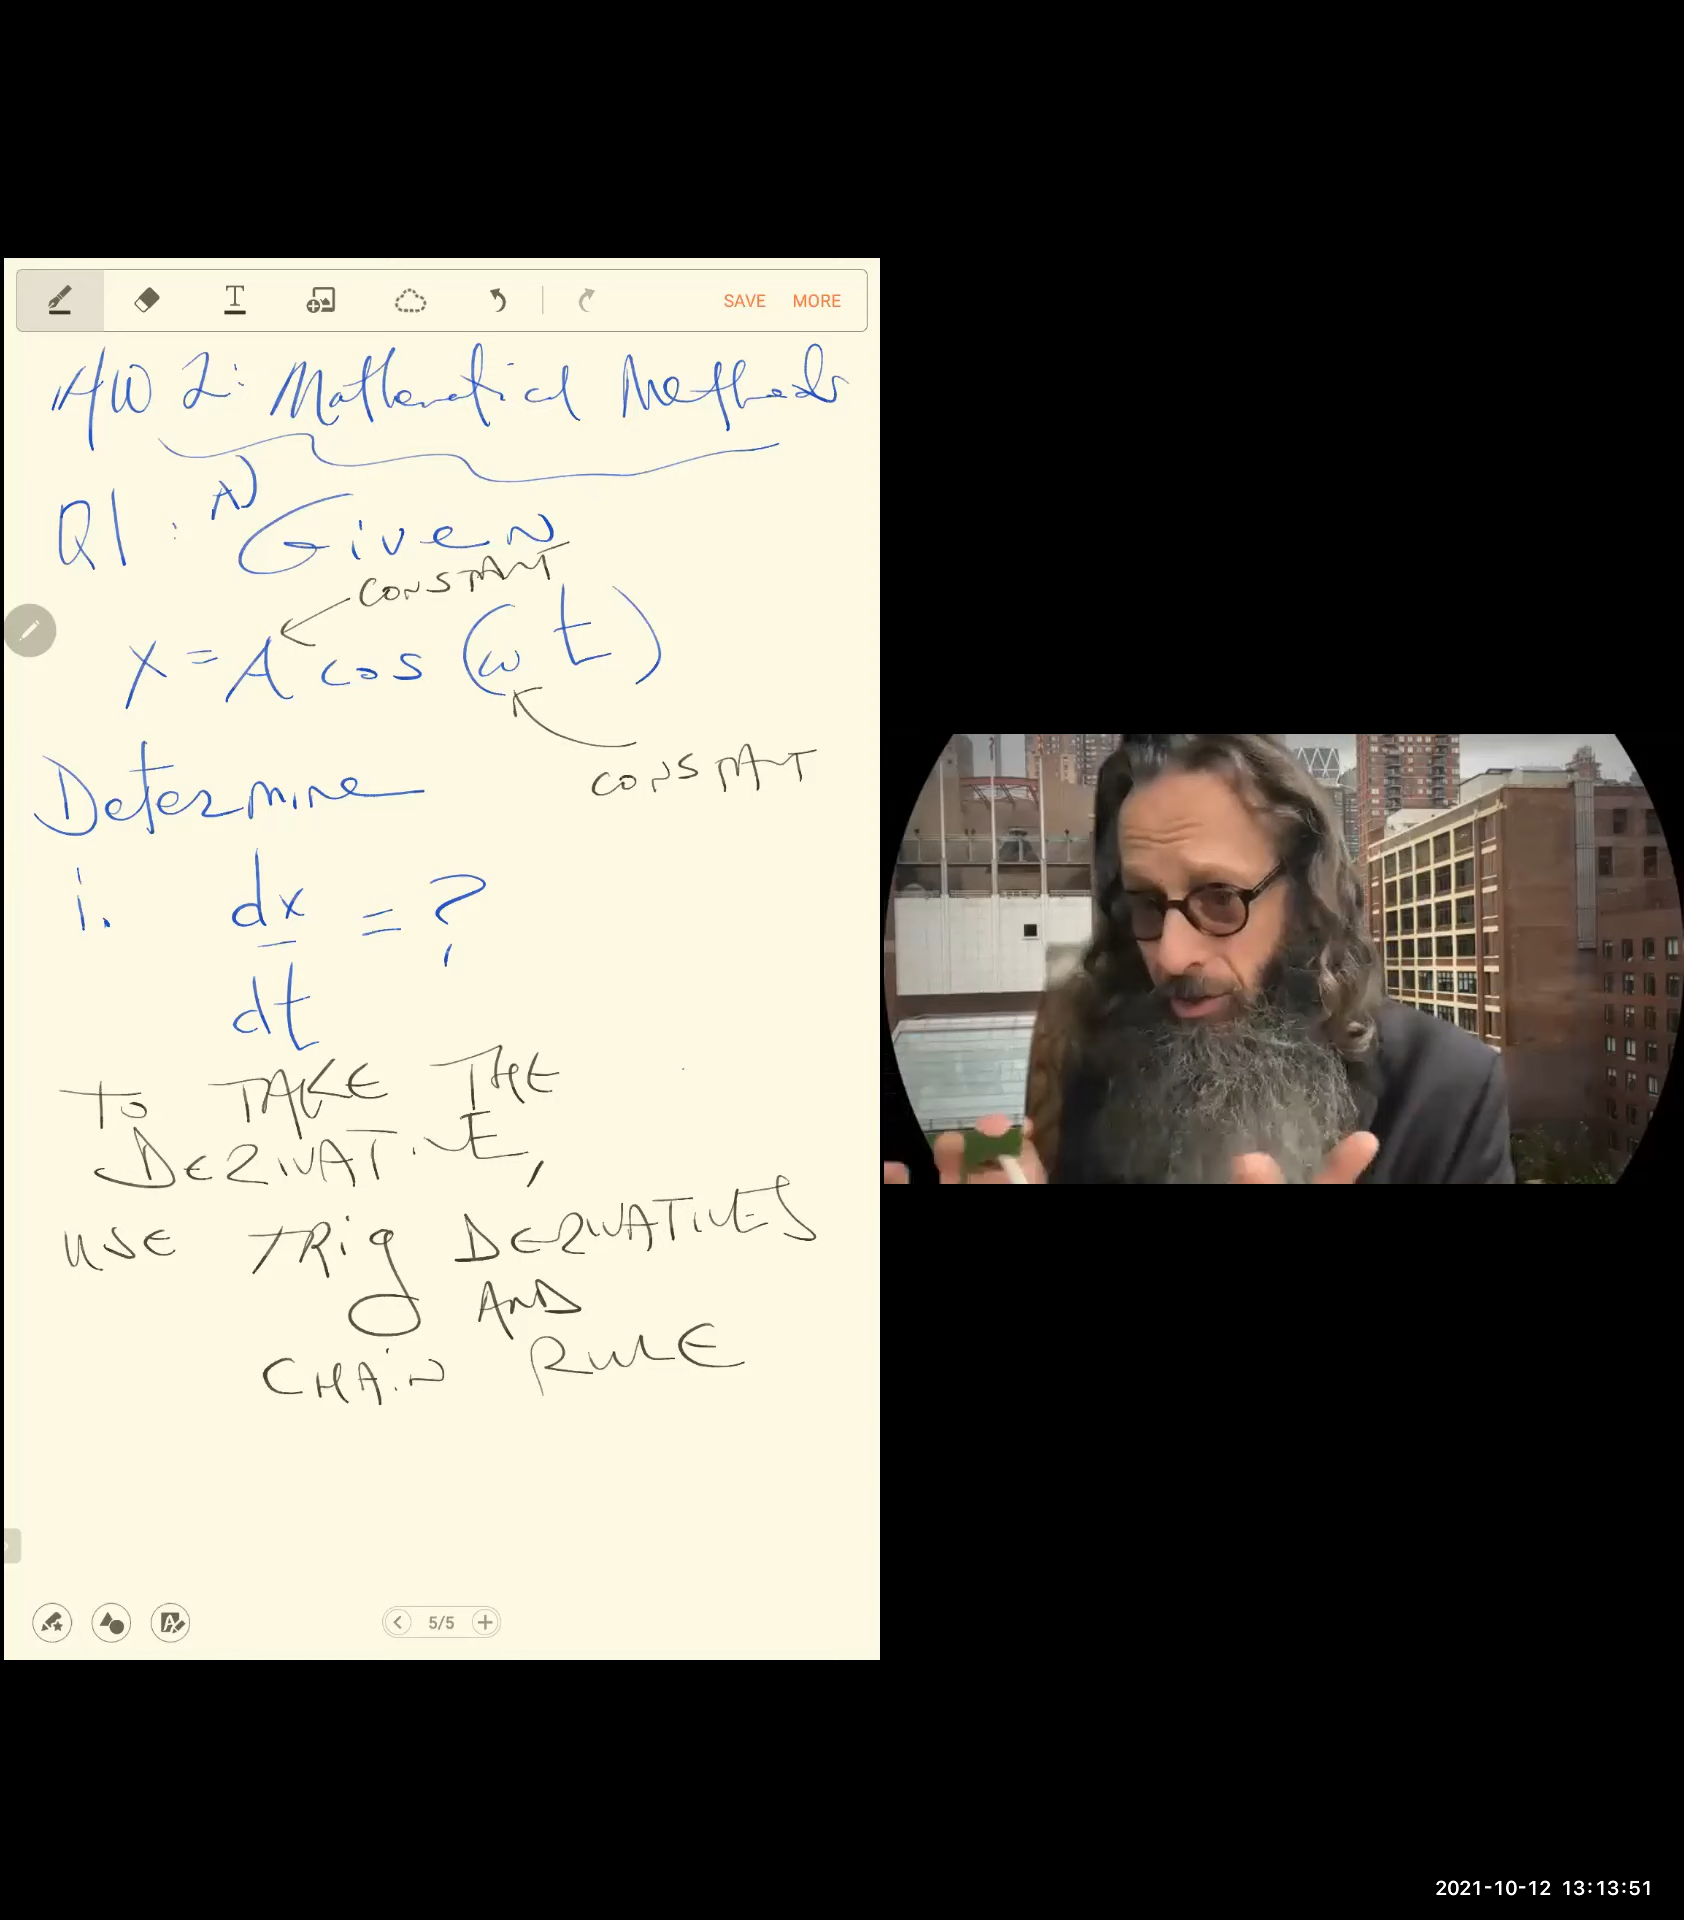 SAVE MORE
HW 2: Mathematical Methods
Q1: A) Given
CONSTANT
x = A cos (ω t)
CONSTANT
Determine
i. dx = ?
dt
TO TAKE THE
DERIVATIVE,
USE TRIG DERIVATIVES
AND
CHAIN RULE
5/5
2021-10-12 13:13:51